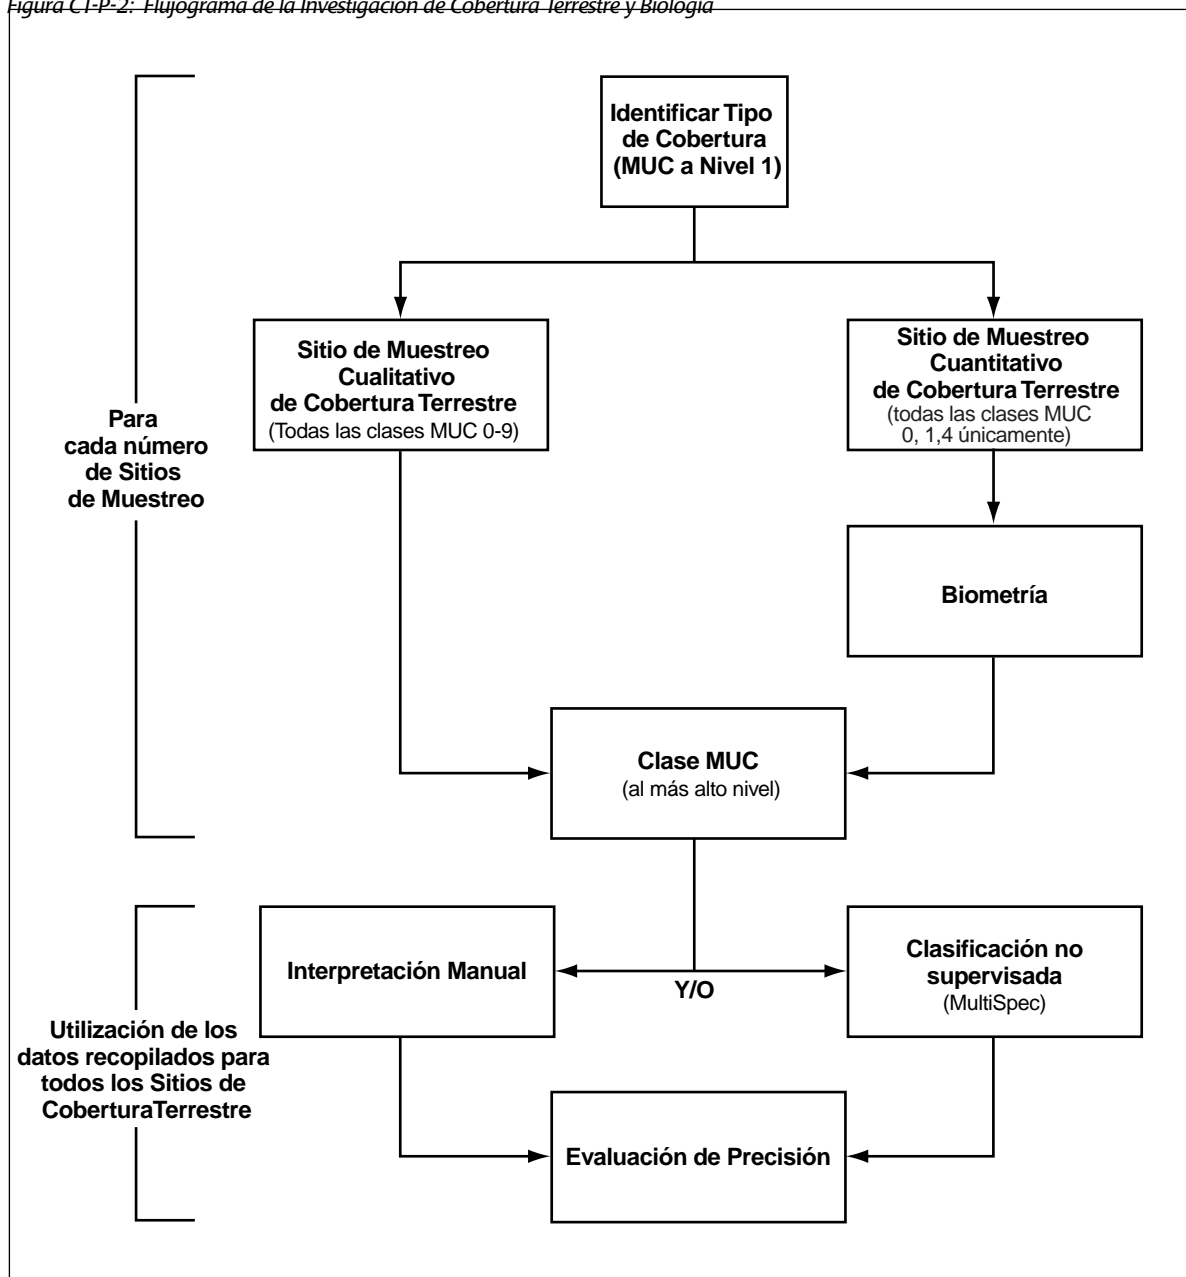 Figura CT-P-2: Flujograma de la Investigación de Cobertura Terrestre y Biología
Identificar Tipo
de Cobertura
(MUC a Nivel 1)
Sitio de Muestreo
Cualitativo
de Cobertura Terrestre
(Todas las clases MUC 0-9)
Sitio de Muestreo
Cuantitativo
de Cobertura Terrestre
(todas las clases MUC
0, 1,4 únicamente)
Para
cada número
de Sitios
de Muestreo
Biometría
Clase MUC
(al más alto nivel)
Interpretación Manual
Y/O
Clasificación no
supervisada
(MultiSpec)
Utilización de los
datos recopilados para
todos los Sitios de
CoberturaTerrestre
Evaluación de Precisión